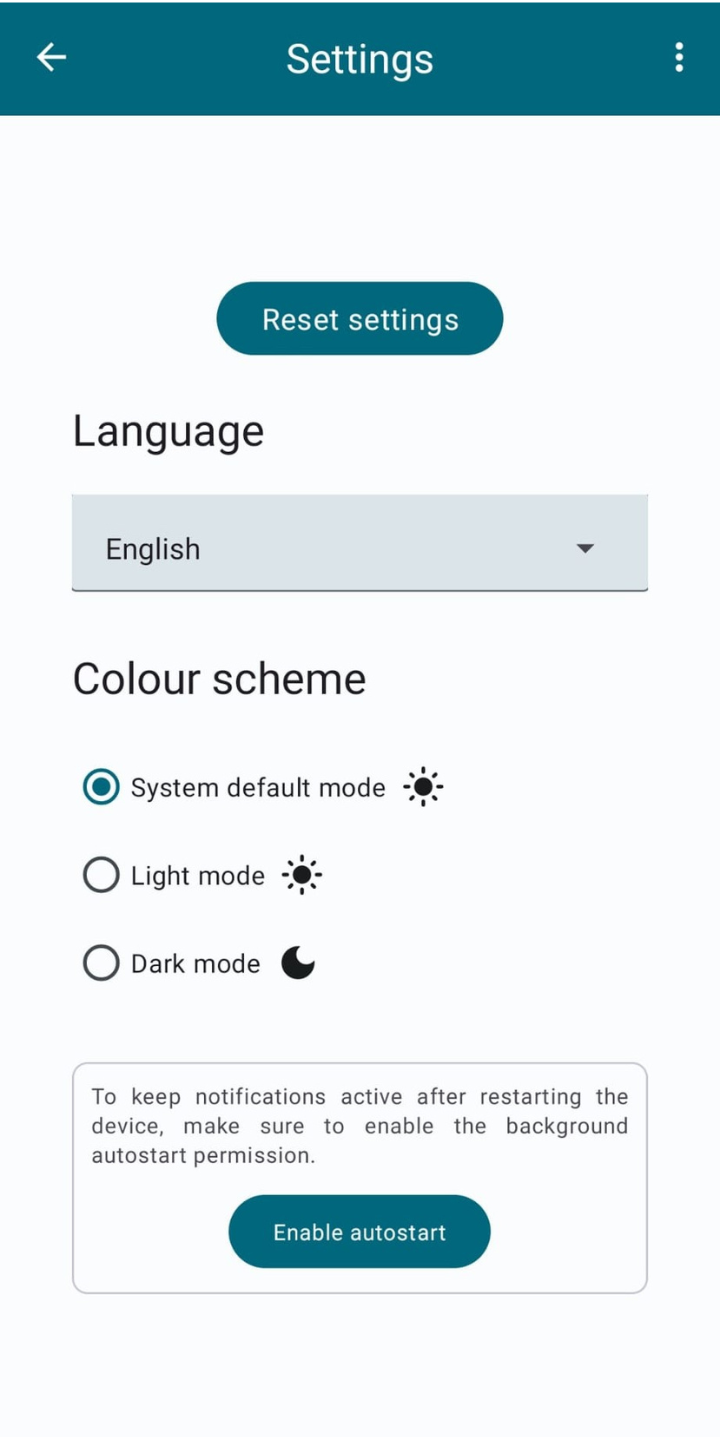 Settings
Reset settings
Language
English
Colour scheme
System default mode
Light mode
Dark mode
To keep notifications active after restarting the
device, make sure to enable the background
autostart permission.
Enable autostart